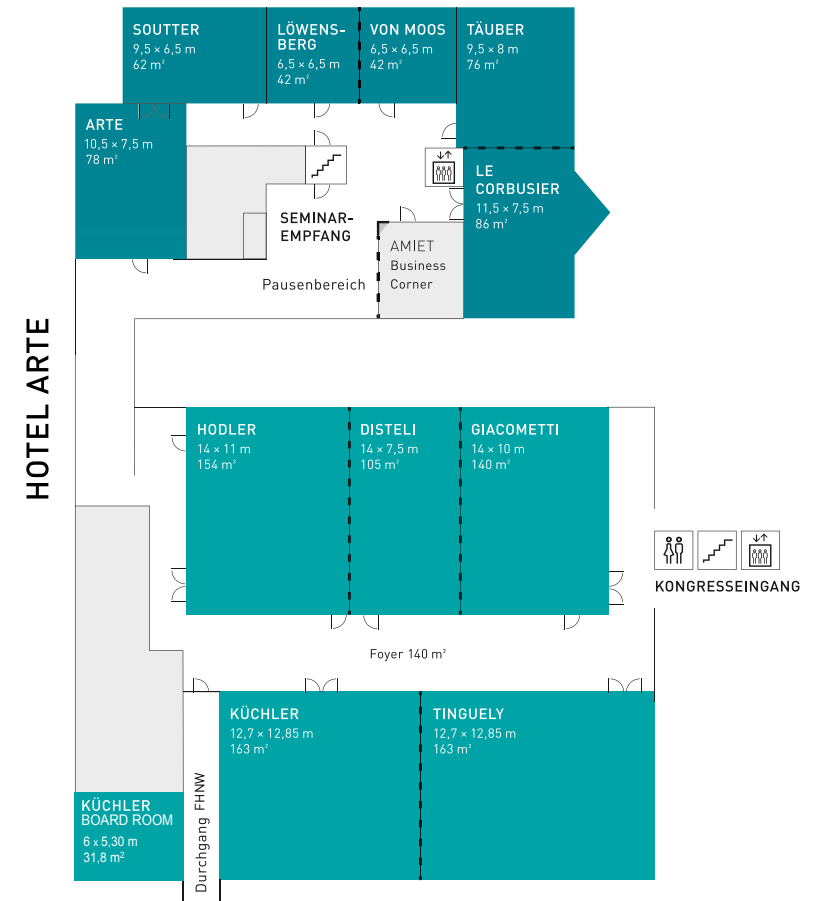 SOUTTER
9,5 × 6,5 m
62 m²
LÖWENS-
BERG
6,5 × 6,5 m
42 m²
VON MOOS
6,5 × 6,5 m
42 m²
TÄUBER
9,5 × 8 m
76 m²
ARTE
10,5 × 7,5 m
78 m²
LE
CORBUSIER
11,5 × 7,5 m
86 m²
SEMINAR-
EMPFANG
AMIET
Business
Corner
Pausenbereich
HOTEL ARTE
HODLER
14 × 11 m
154 m²
DISTELI
14 × 7,5 m
105 m²
GIACOMETTI
14 × 10 m
140 m²
KONGRESSEINGANG
Foyer 140 m²
KÜCHLER
12,7 × 12,85 m
163 m²
TINGUELY
12,7 × 12,85 m
163 m²
KÜCHLER
BOARD ROOM
6 x 5,30 m
31,8 m²
Durchgang FHNW